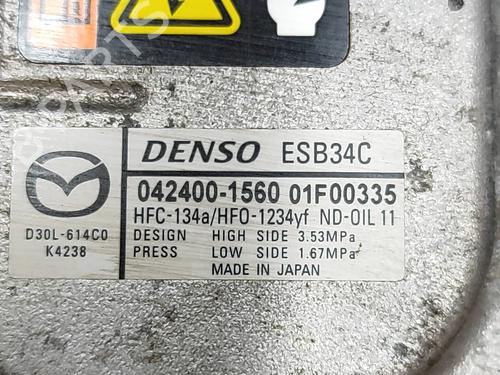 DENSO ESB34C
042400-1560 01F00335
HFC-134a/HFO-1234yf ND-OIL 11
D30L-614C0 DESIGN HIGH SIDE 3.53MPa
K4238 PRESS LOW SIDE 1.67MPa
MADE IN JAPAN